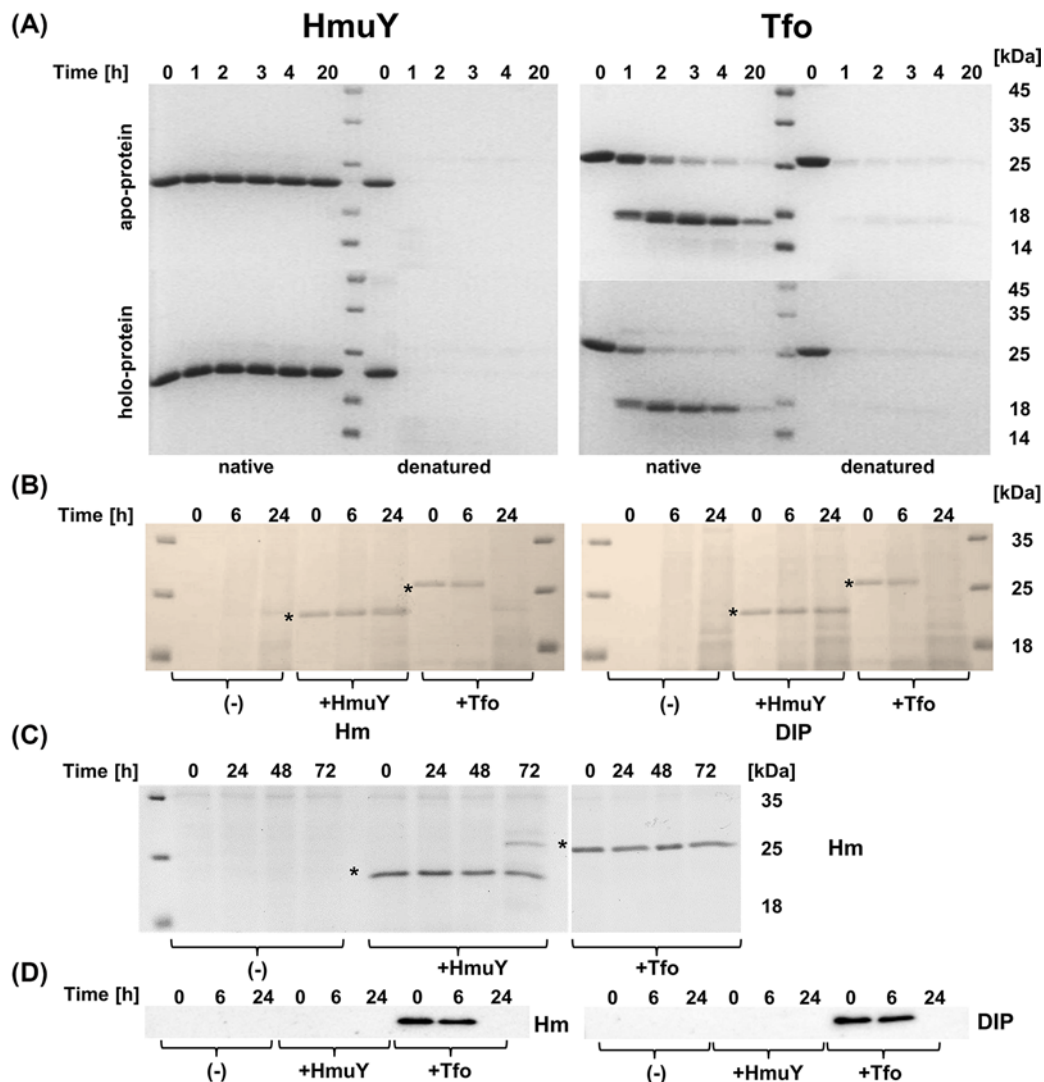 (A)
HmuY Tfo
Time [h] 0 1 2 3 4 20 0 1 2 3 4 20 0 1 2 3 4 20 0 1 2 3 4 20 [kDa]
45
35
apo-protein
25
18
14
45
35
holo-protein
25
18
14
native denatured native denatured
(B)
[kDa]
Time [h] 0 6 24 0 6 24 0 6 24 0 6 24 0 6 24 0 6 24
35
* * 25
* * 18
(-) +HmuY +Tfo (-) +HmuY +Tfo
Hm DIP
(C)
Time [h] 0 24 48 72 0 24 48 72 0 24 48 72 [kDa]
35
* 25 Hm
*
18
(-) +HmuY +Tfo
(D)
Time [h] 0 6 24 0 6 24 0 6 24 0 6 24 0 6 24 0 6 24
Hm DIP
(-) +HmuY +Tfo (-) +HmuY +Tfo